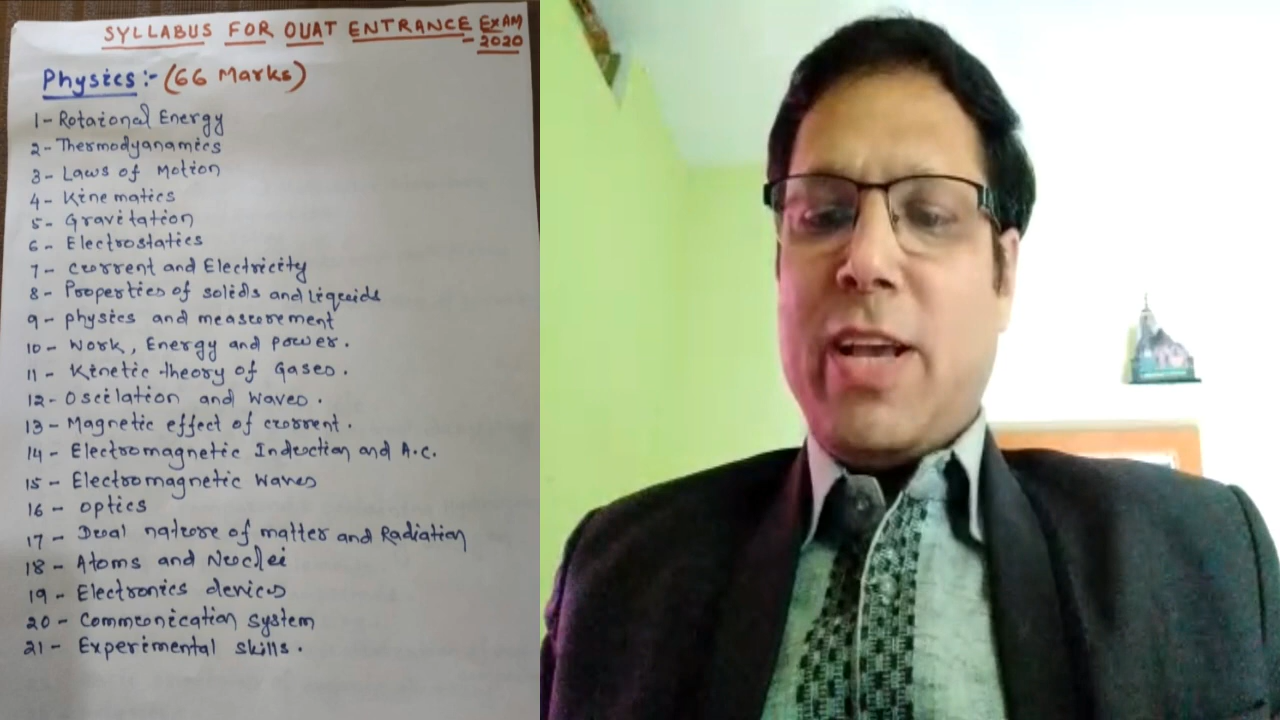 SYLLABUS FOR OUAT ENTRANCE EXAM
- 2020
Physics :- (66 Marks)
1 - Rotaional Energy
2 - Thermodyanamics
3 - Laws of Motion
4 - Kinematics
5 - Gravitation
6 - Electrostatics
7 - Current and Electricity
8 - Properties of solids and Liquids
9 - physics and measurement
10 - Work, Energy and power.
11 - Kinetic theory of Gases.
12 - Oscilation and Waves.
13 - Magnetic effect of current.
14 - Electromagnetic Induction and A.C.
15 - Electromagnetic Waves
16 - optics
17 - Dual nature of matter and Radiation
18 - Atoms and Nuclei
19 - Electronics devices
20 - Communication system
21 - Experimental skills.